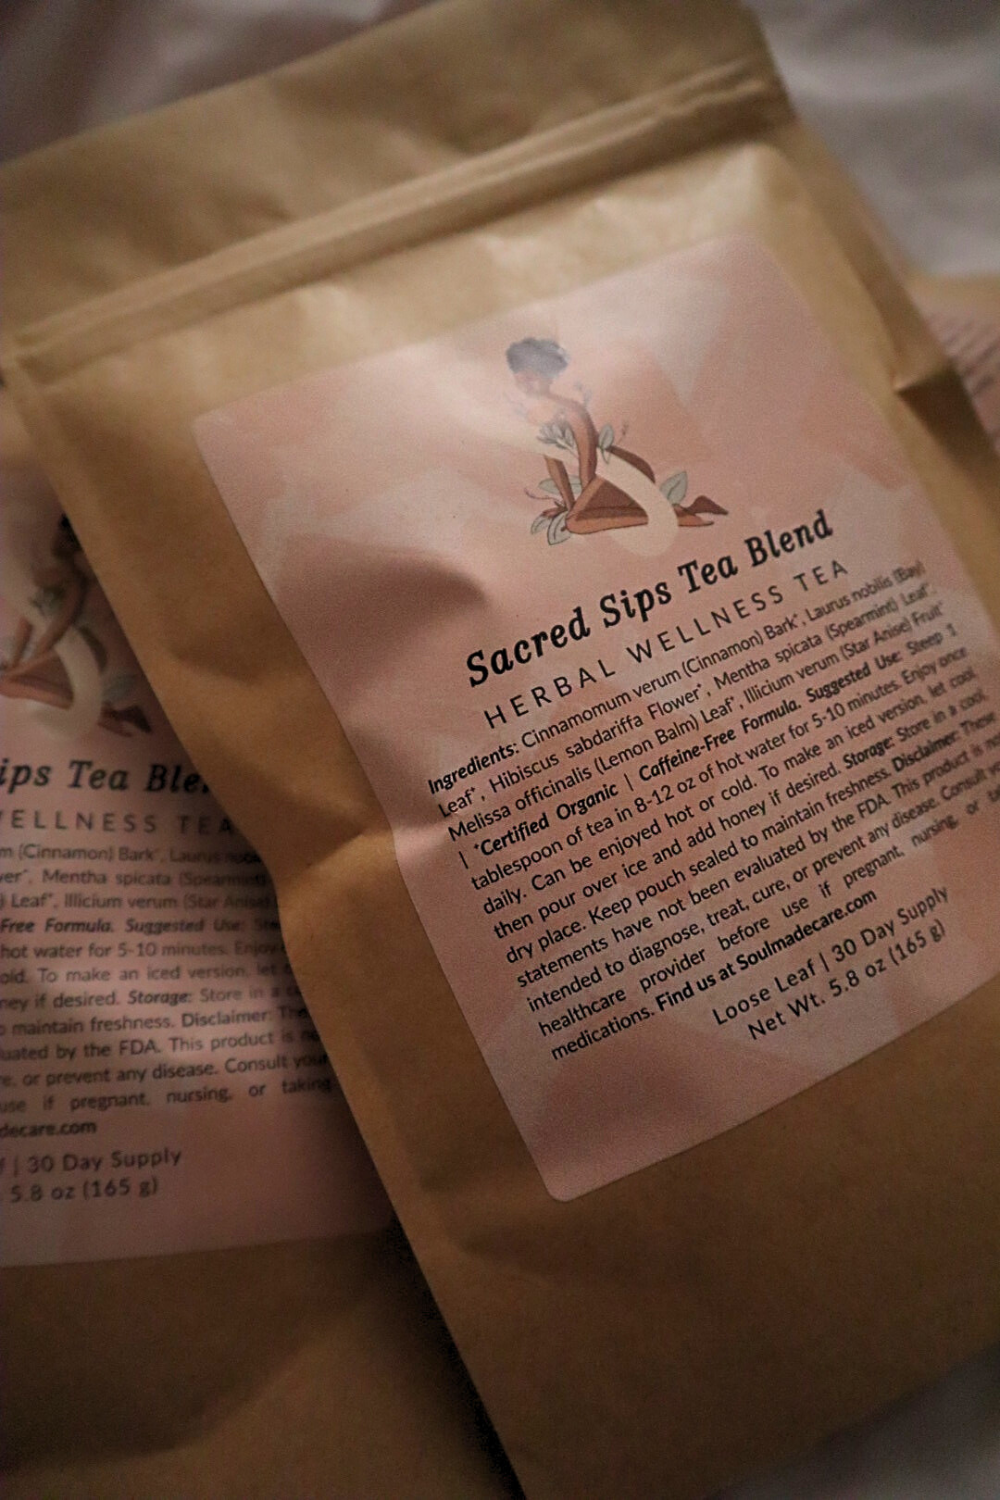 Sacred Sips Tea Blend
HERBAL WELLNESS TEA
Ingredients: Cinnamomum verum (Cinnamon) Bark*, Laurus nobilis (Bay)
Leaf*, Hibiscus sabdariffa Flower*, Mentha spicata (Spearmint) Leaf*,
Melissa officinalis (Lemon Balm) Leaf*, Illicium verum (Star Anise) Fruit*
| *Certified Organic | Caffeine-Free Formula. Suggested Use: Steep 1
tablespoon of tea in 8-12 oz of hot water for 5-10 minutes. Enjoy once
daily. Can be enjoyed hot or cold. To make an iced version, let cool,
then pour over ice and add honey if desired. Storage: Store in a cool,
dry place. Keep pouch sealed to maintain freshness. Disclaimer: These
statements have not been evaluated by the FDA. This product is
intended to diagnose, treat, cure, or prevent any disease. Consult
healthcare provider before use if pregnant, nursing, or
medications. Find us at Soulmadecare.com
Loose Leaf | 30 Day Supply
Net Wt. 5.8 oz (165 g)
ips Tea Ble
ELLNESS TEA
m (Cinnamon) Bark*, Laurus
wer*, Mentha spicata (Spearmint)
) Leaf*, Illicium verum (Star Anise)
Free Formula. Suggested Use:
hot water for 5-10 minutes. Enjoy
old. To make an iced version, let
ney if desired. Storage: Store in a
o maintain freshness. Disclaimer:
luated by the FDA. This product is
re, or prevent any disease. Consult your
use if pregnant, nursing, or taking
decare.com
f | 30 Day Supply
. 5.8 oz (165 g)